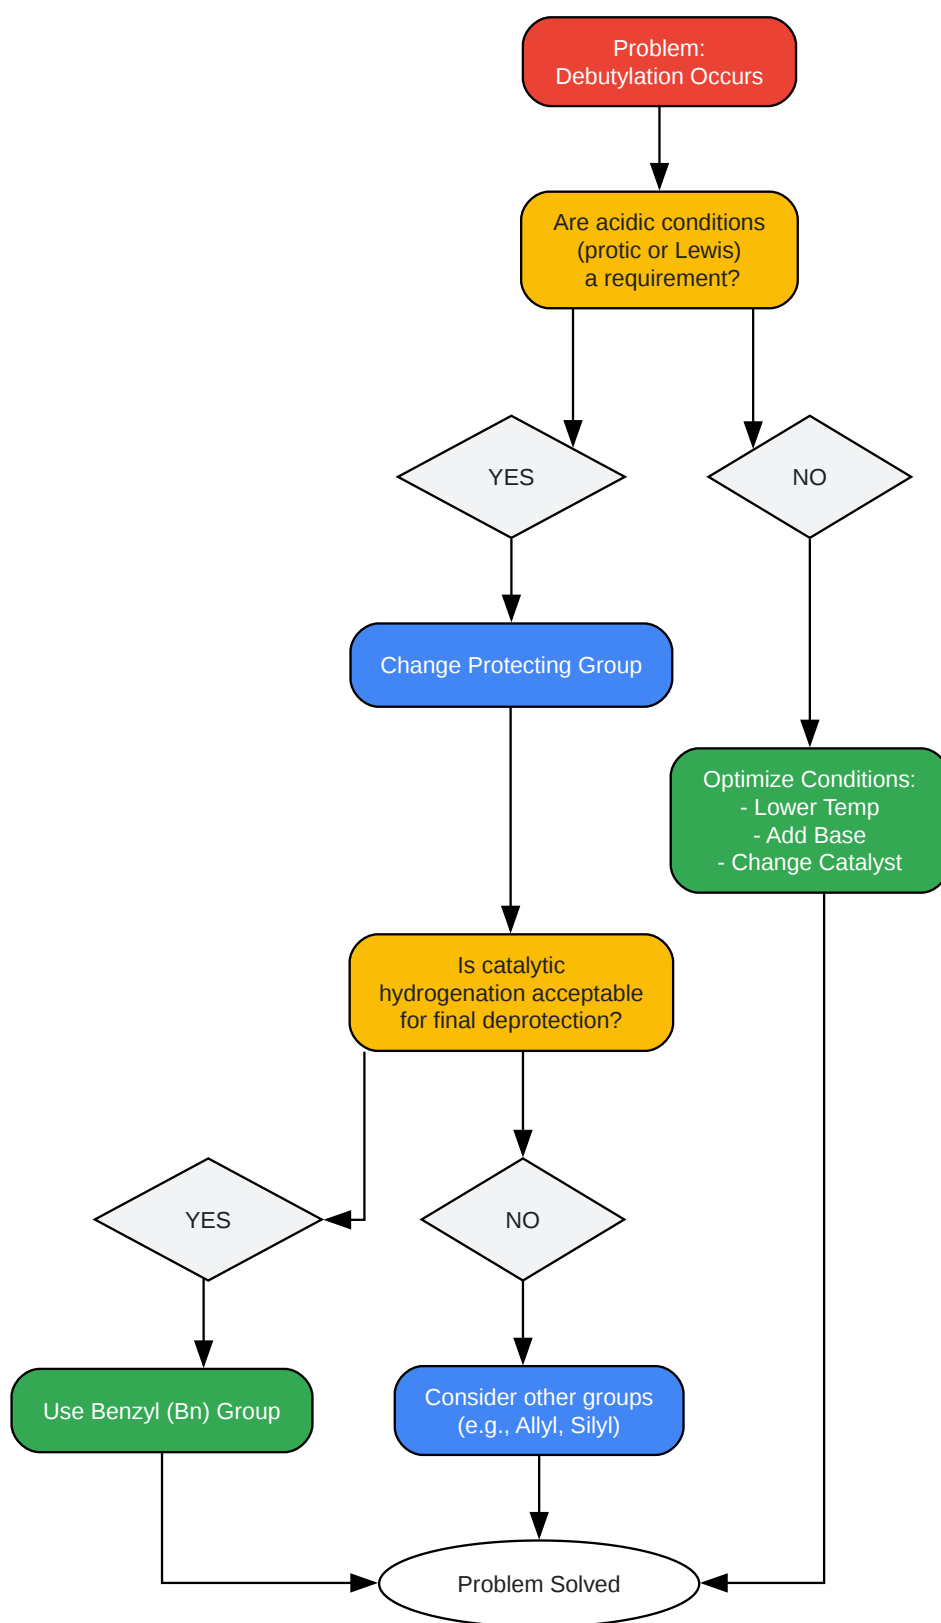 Problem:
Debutylation Occurs
Are acidic conditions
(protic or Lewis)
a requirement?
YES
NO
Change Protecting Group
Optimize Conditions:
- Lower Temp
- Add Base
- Change Catalyst
Is catalytic
hydrogenation acceptable
for final deprotection?
YES
NO
Use Benzyl (Bn) Group
Consider other groups
(e.g., Allyl, Silyl)
Problem Solved